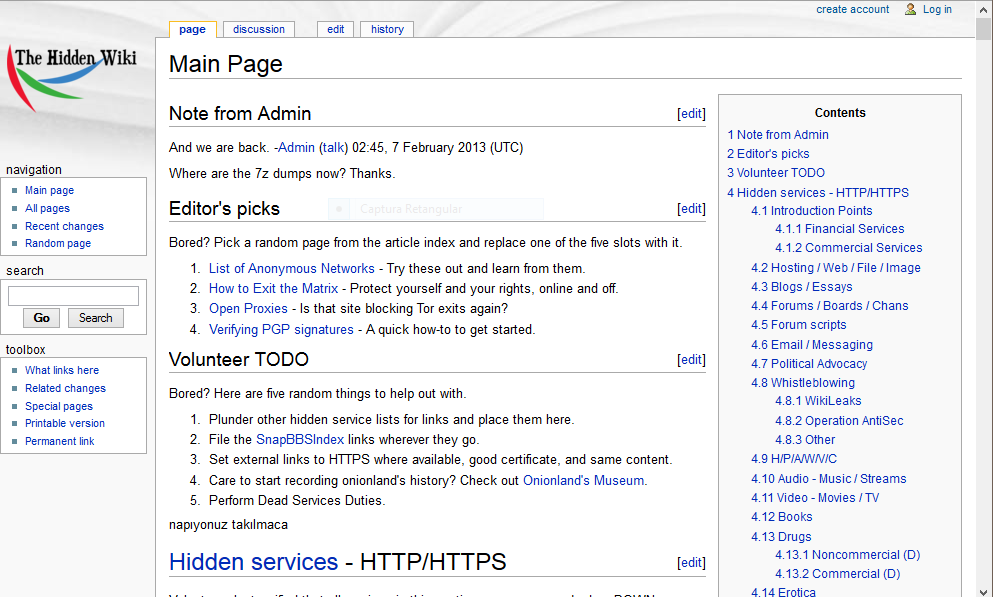 create account Log in
page discussion edit history
The Hidden Wiki
Main Page
Note from Admin [edit]
And we are back. -Admin (talk) 02:45, 7 February 2013 (UTC)
Where are the 7z dumps now? Thanks.
Editor's picks [edit]
Captura Retangular
Bored? Pick a random page from the article index and replace one of the five slots with it.
1. List of Anonymous Networks - Try these out and learn from them.
2. How to Exit the Matrix - Protect yourself and your rights, online and off.
3. Open Proxies - Is that site blocking Tor exits again?
4. Verifying PGP signatures - A quick how-to to get started.
Volunteer TODO [edit]
Bored? Here are five random things to help out with.
1. Plunder other hidden service lists for links and place them here.
2. File the SnapBBSIndex links wherever they go.
3. Set external links to HTTPS where available, good certificate, and same content.
4. Care to start recording onionland's history? Check out Onionland's Museum.
5. Perform Dead Services Duties.
napıyonuz takılmaca
Hidden services - HTTP/HTTPS [edit]
navigation
Main page
All pages
Recent changes
Random page
search
Go Search
toolbox
What links here
Related changes
Special pages
Printable version
Permanent link
Contents
1 Note from Admin
2 Editor's picks
3 Volunteer TODO
4 Hidden services - HTTP/HTTPS
4.1 Introduction Points
4.1.1 Financial Services
4.1.2 Commercial Services
4.2 Hosting / Web / File / Image
4.3 Blogs / Essays
4.4 Forums / Boards / Chans
4.5 Forum scripts
4.6 Email / Messaging
4.7 Political Advocacy
4.8 Whistleblowing
4.8.1 WikiLeaks
4.8.2 Operation AntiSec
4.8.3 Other
4.9 H/P/A/W/V/C
4.10 Audio - Music / Streams
4.11 Video - Movies / TV
4.12 Books
4.13 Drugs
4.13.1 Noncommercial (D)
4.13.2 Commercial (D)
4.14 Erotica